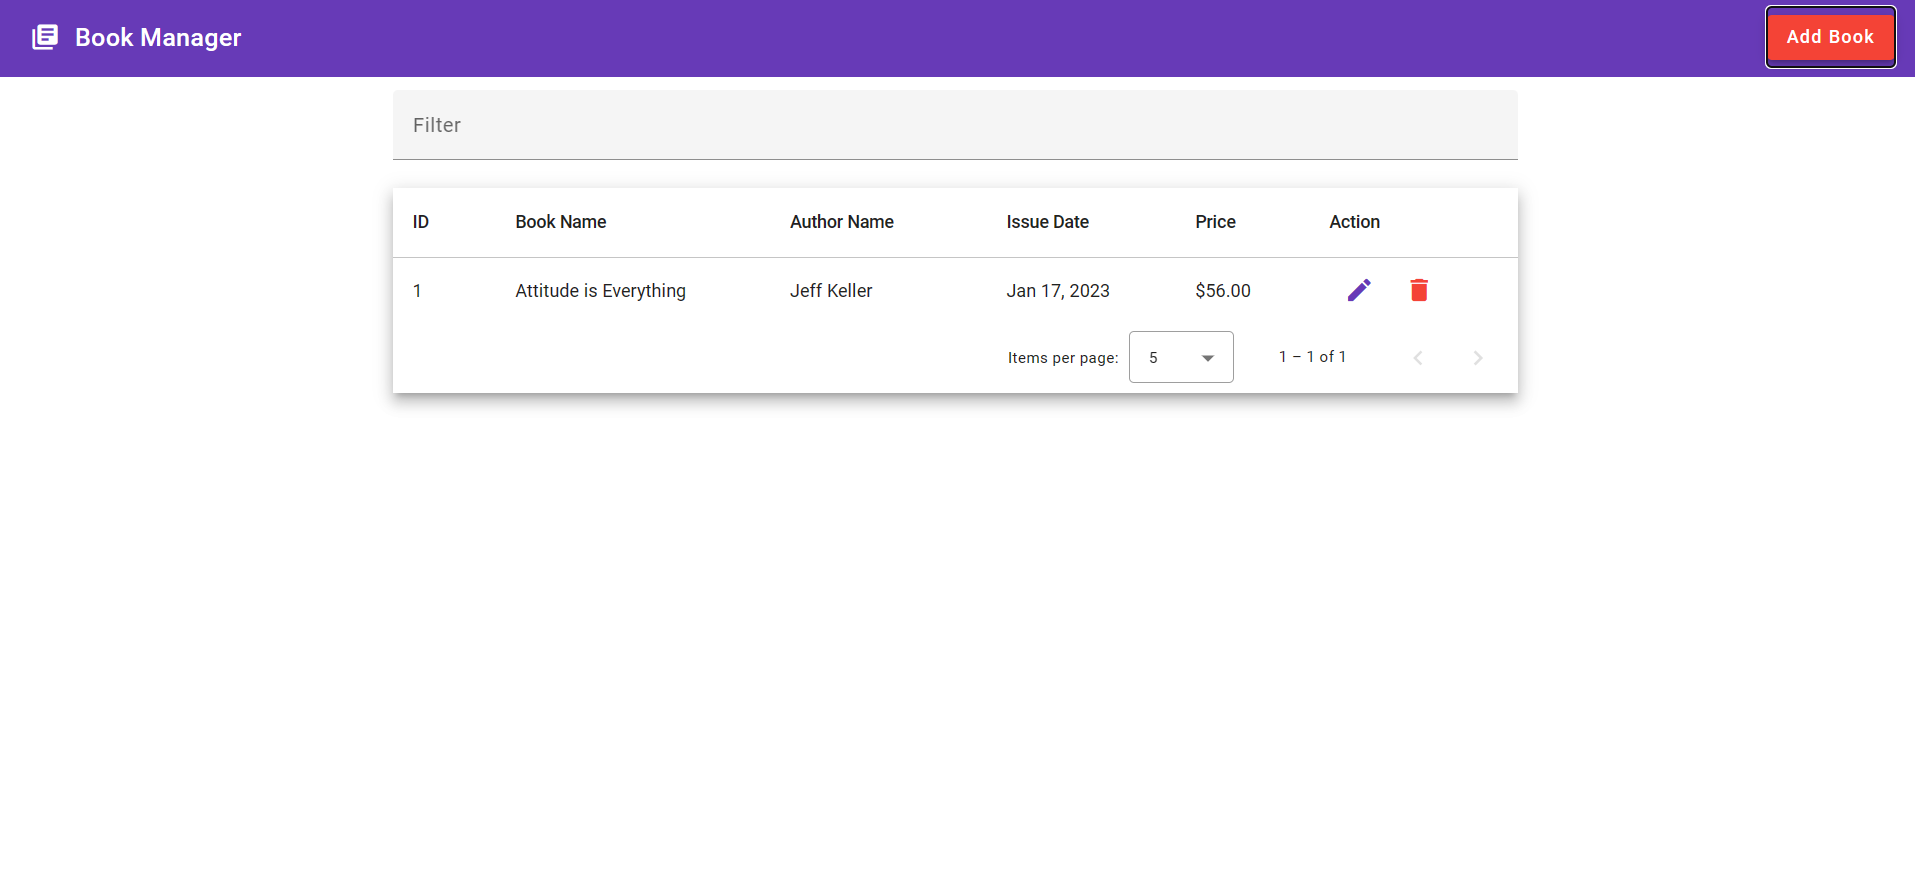 Book Manager
Add Book
Filter
ID Book Name Author Name Issue Date Price Action
1 Attitude is Everything Jeff Keller Jan 17, 2023 $56.00
Items per page: 5 1 – 1 of 1